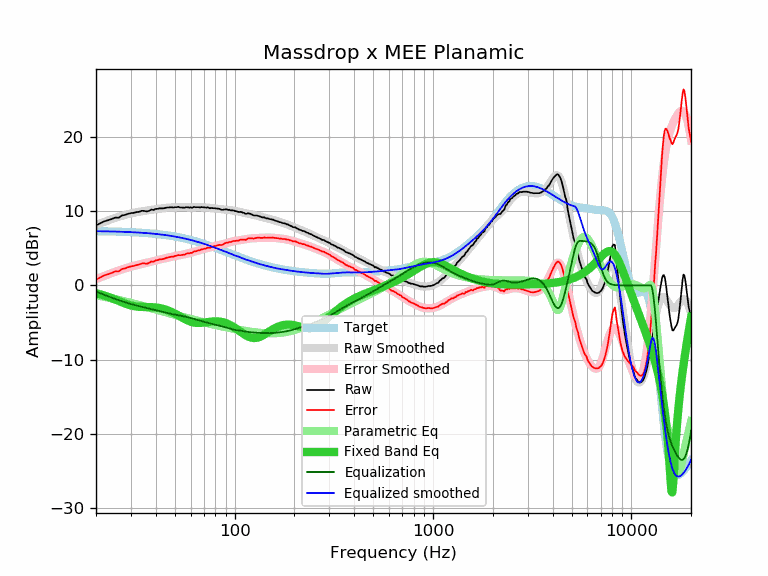 Massdrop x MEE Planamic
Amplitude (dBr)
20
10
0
−10
−20
−30
Target
Raw Smoothed
Error Smoothed
Raw
Error
Parametric Eq
Fixed Band Eq
Equalization
Equalized smoothed
100
1000
10000
Frequency (Hz)